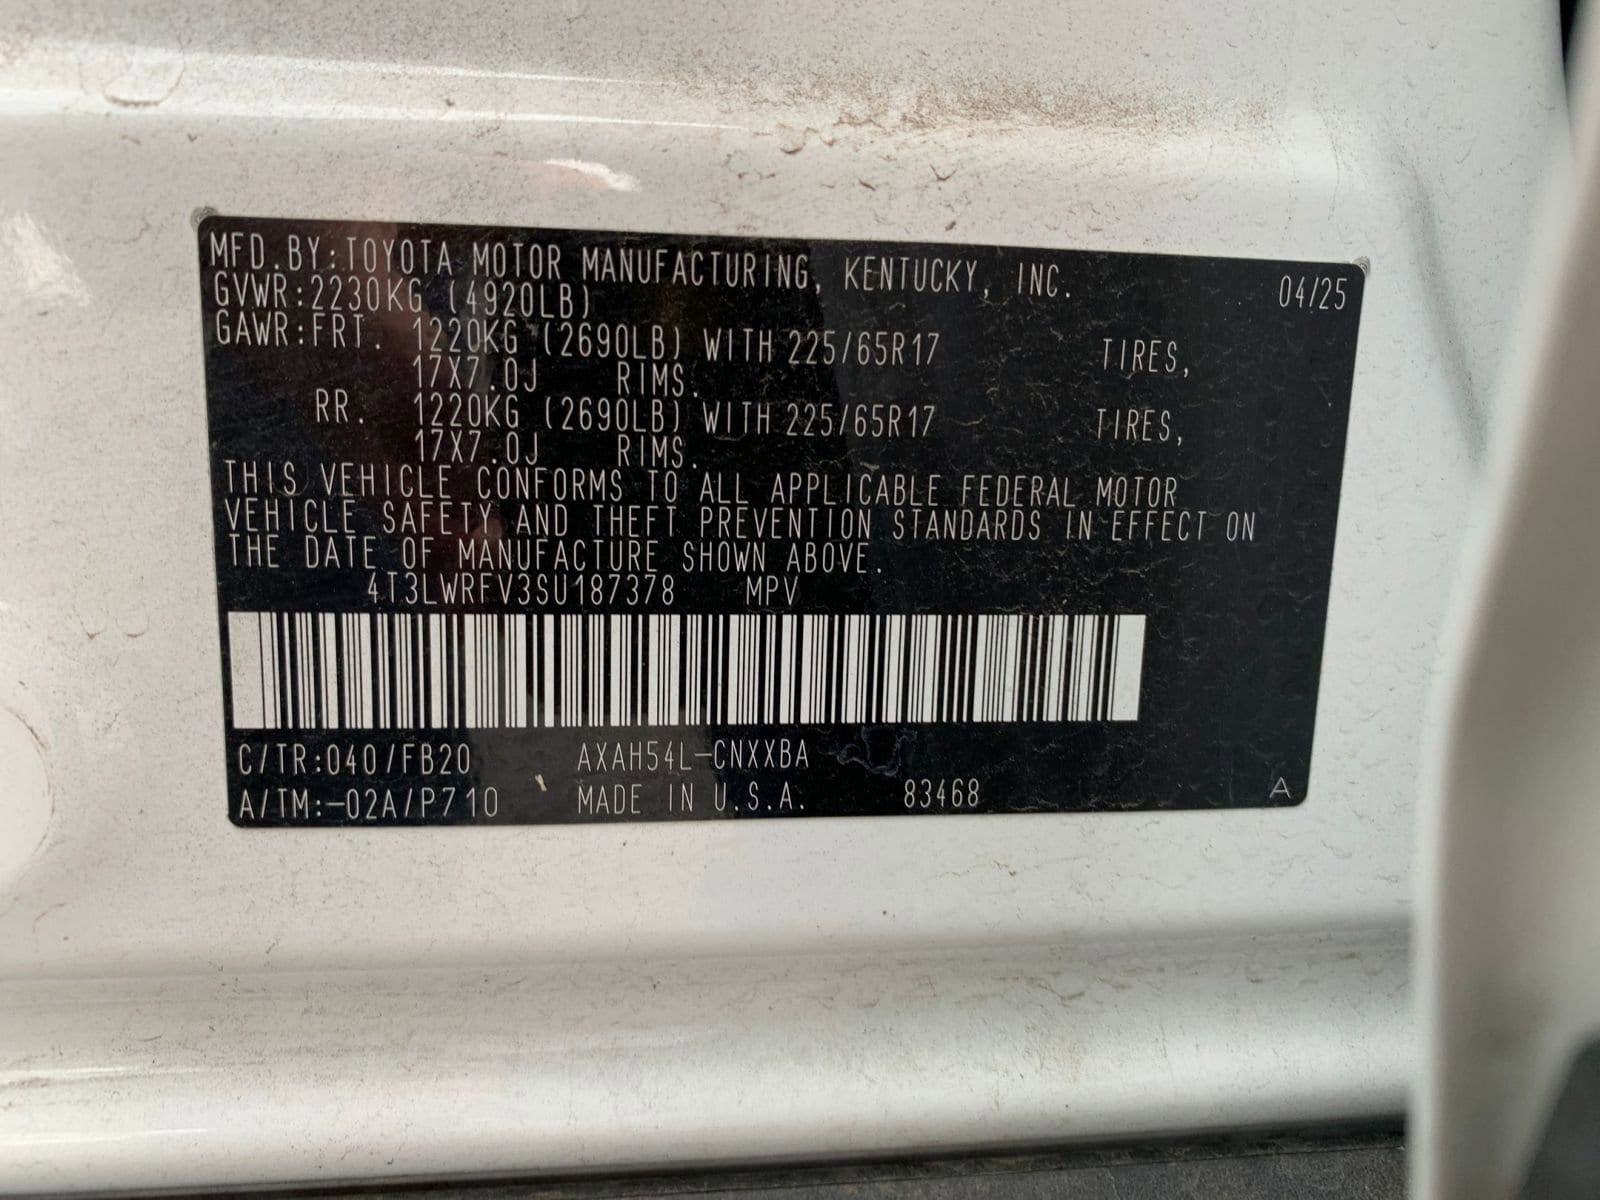 MFD.BY:TOYOTA MOTOR MANUFACTURING, KENTUCKY, INC. 04/25
GVWR:2230KG (4920LB)
GAWR:FRT. 1220KG (2690LB) WITH 225/65R17 TIRES,
17X7.0J RIMS.
RR. 1220KG (2690LB) WITH 225/65R17 TIRES,
17X7.0J RIMS.
THIS VEHICLE CONFORMS TO ALL APPLICABLE FEDERAL MOTOR
VEHICLE SAFETY AND THEFT PREVENTION STANDARDS IN EFFECT ON
THE DATE OF MANUFACTURE SHOWN ABOVE.
4T3LWRFV3SU187378 MPV
C/TR:040/FB20 AXAH54L-CNXXBA
A/TM:-02A/P710 MADE IN U.S.A. 83468 A